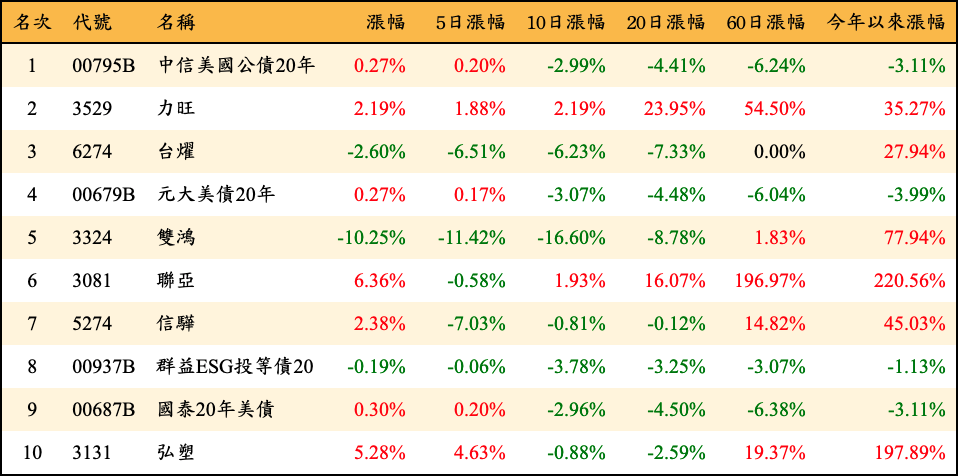 名次 代號 名稱 漲幅 5日漲幅 10日漲幅 20日漲幅 60日漲幅 今年以來漲幅
1 00795B 中信美國公債20年 0.27% 0.20% -2.99% -4.41% -6.24% -3.11%
2 3529 力旺 2.19% 1.88% 2.19% 23.95% 54.50% 35.27%
3 6274 台燿 -2.60% -6.51% -6.23% -7.33% 0.00% 27.94%
4 00679B 元大美債20年 0.27% 0.17% -3.07% -4.48% -6.04% -3.99%
5 3324 雙鴻 -10.25% -11.42% -16.60% -8.78% 1.83% 77.94%
6 3081 聯亞 6.36% -0.58% 1.93% 16.07% 196.97% 220.56%
7 5274 信驊 2.38% -7.03% -0.81% -0.12% 14.82% 45.03%
8 00937B 群益ESG投等債20 -0.19% -0.06% -3.78% -3.25% -3.07% -1.13%
9 00687B 國泰20年美債 0.30% 0.20% -2.96% -4.50% -6.38% -3.11%
10 3131 弘塑 5.28% 4.63% -0.88% -2.59% 19.37% 197.89%